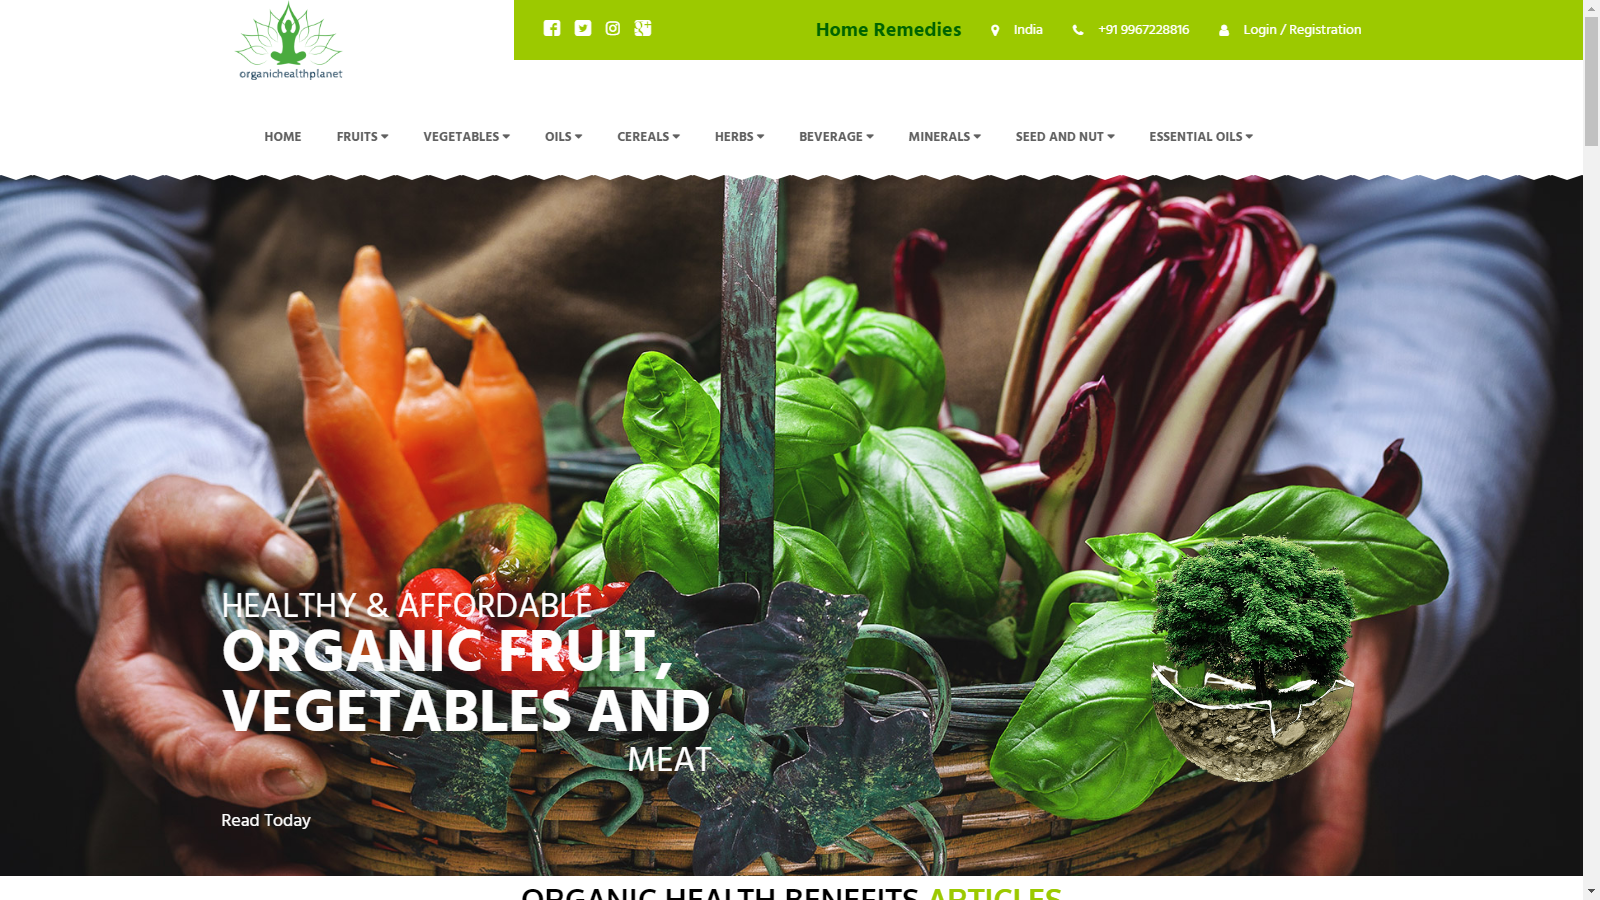 organichealthplanet
Home Remedies
India
+91 9967228816
Login / Registration
HOME
FRUITS
VEGETABLES
OILS
CEREALS
HERBS
BEVERAGE
MINERALS
SEED AND NUT
ESSENTIAL OILS
HEALTHY & AFFORDABLE
ORGANIC FRUIT,
VEGETABLES AND
MEAT
Read Today
ORGANIC HEALTH BENEFITS ARTICLES